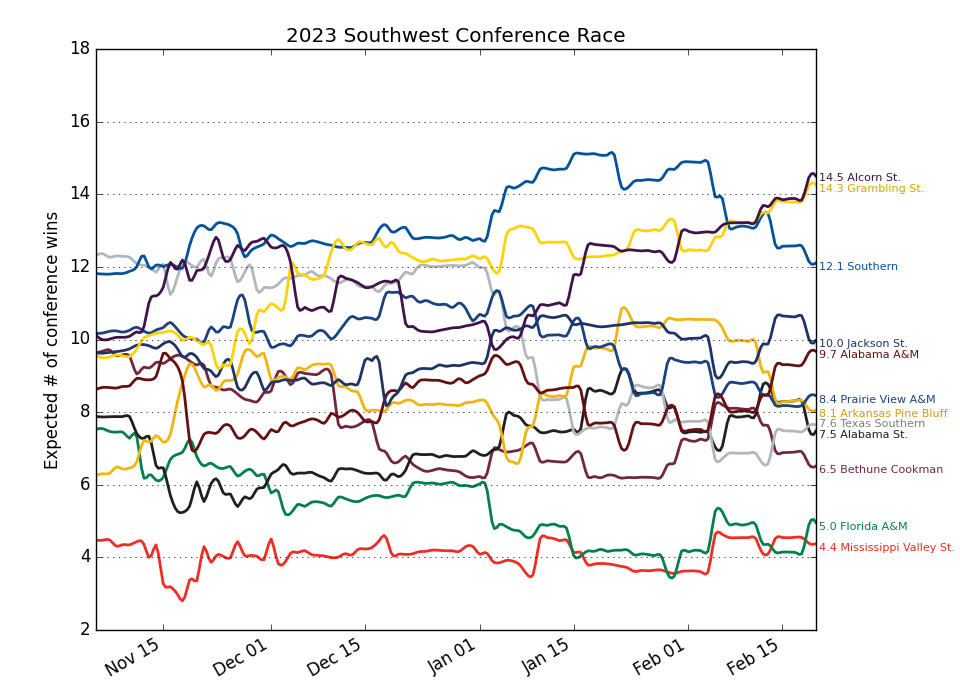 2023 Southwest Conference Race
Expected # of conference wins
18
16
14
12
10
8
6
4
2
Nov 15
Dec 01
Dec 15
Jan 01
Jan 15
Feb 01
Feb 15
14.5 Alcorn St.
14.3 Grambling St.
12.1 Southern
10.0 Jackson St.
9.7 Alabama A&M
8.4 Prairie View A&M
8.1 Arkansas Pine Bluff
7.6 Texas Southern
7.5 Alabama St.
6.5 Bethune Cookman
5.0 Florida A&M
4.4 Mississippi Valley St.